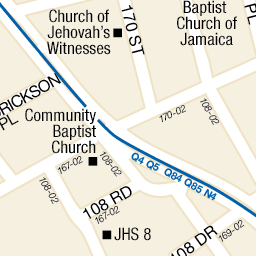 Church of
Jehovah's
Witnesses
170 ST
Baptist
Church of
Jamaica
ERICKSON
PL
170-02
108-02
Community
Baptist
Church
167-02
108-02
Q4 Q5 Q84 Q85 N4
108-02
108 RD
167-02
JHS 8
108 DR
169-02